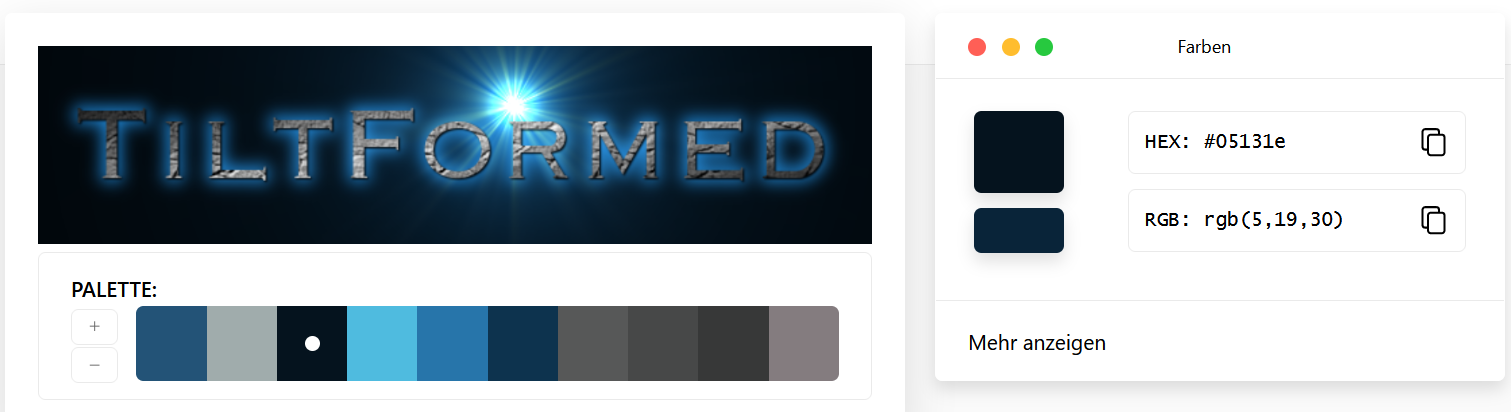 TILTFORMED
PALETTE:
+
−
Farben
HEX: #05131e
RGB: rgb(5,19,30)
Mehr anzeigen